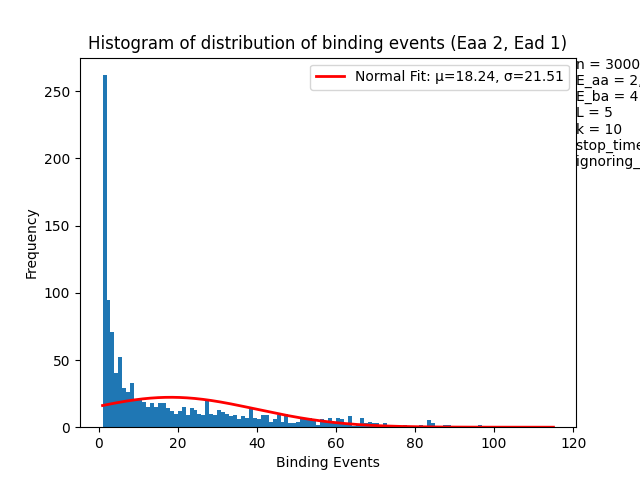 Histogram of distribution of binding events (Eaa 2, Ead 1)
Normal Fit: μ=18.24, σ=21.51
n = 3000
E_aa = 2,
E_ba = 4
L = 5
k = 10
stop_time
ignoring_
Frequency
250
200
150
100
50
0
0 20 40 60 80 100 120
Binding Events